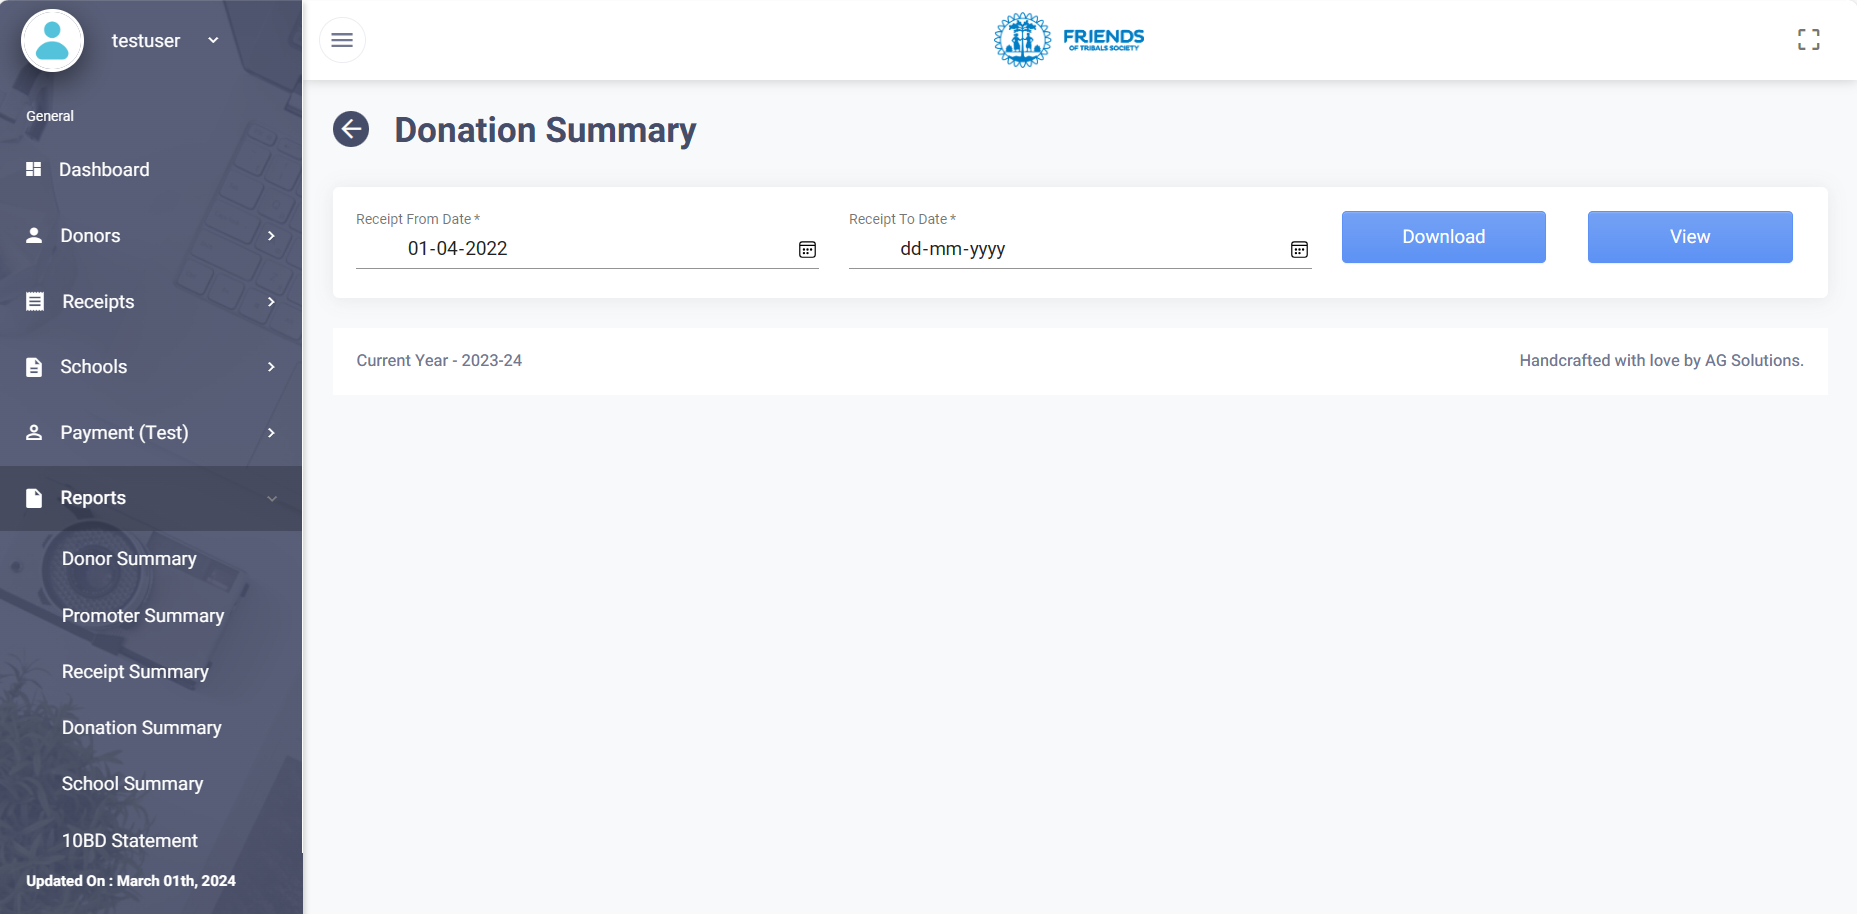 testuser
General
Dashboard
Donors
Receipts
Schools
Payment (Test)
Reports
Donor Summary
Promoter Summary
Receipt Summary
Donation Summary
School Summary
10BD Statement
Updated On : March 01th, 2024
FRIENDS
OF TRIBALS SOCIETY
Donation Summary
Receipt From Date *
01-04-2022
Receipt To Date *
dd-mm-yyyy
Download
View
Current Year - 2023-24
Handcrafted with love by AG Solutions.